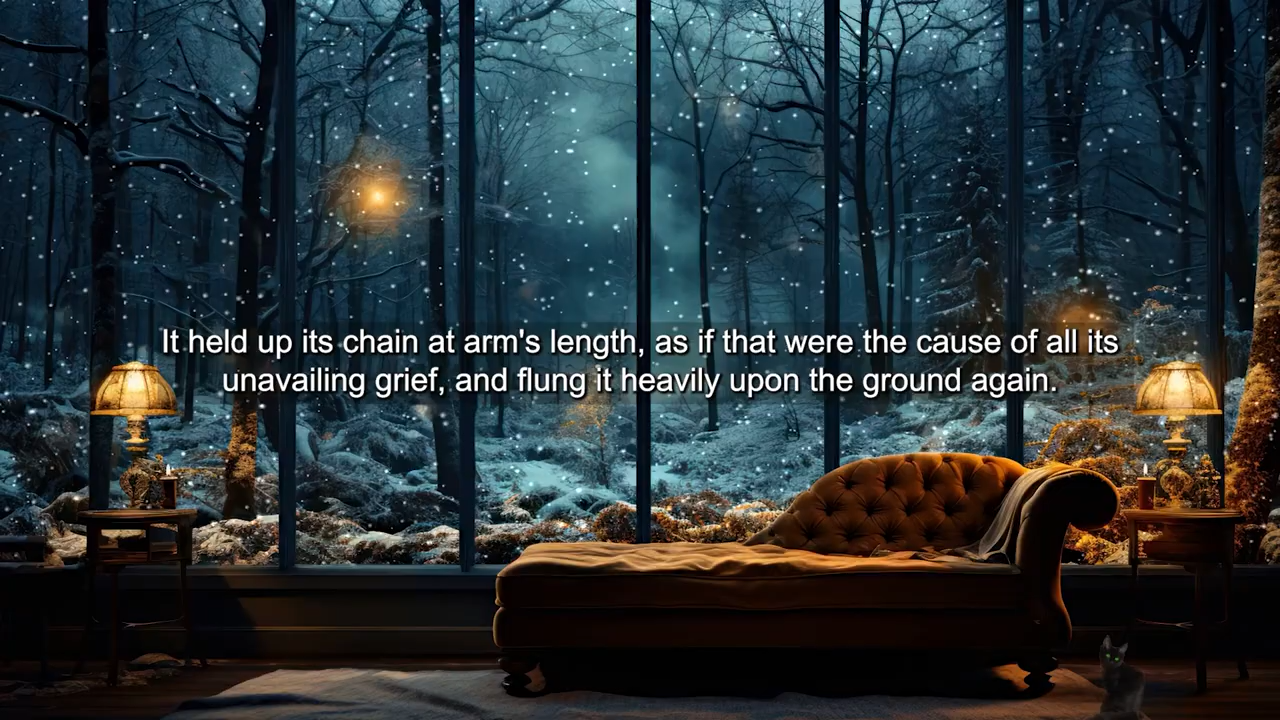 It held up its chain at arm's length, as if that were the cause of all its
unavailing grief, and flung it heavily upon the ground again.